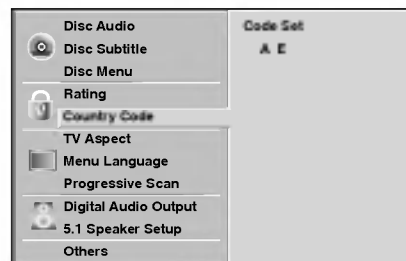 Disc Audio
Disc Subtitle
Disc Menu
Rating
Country Code
TV Aspect
Menu Language
Progressive Scan
Digital Audio Output
5.1 Speaker Setup
Others
Code Set
A E